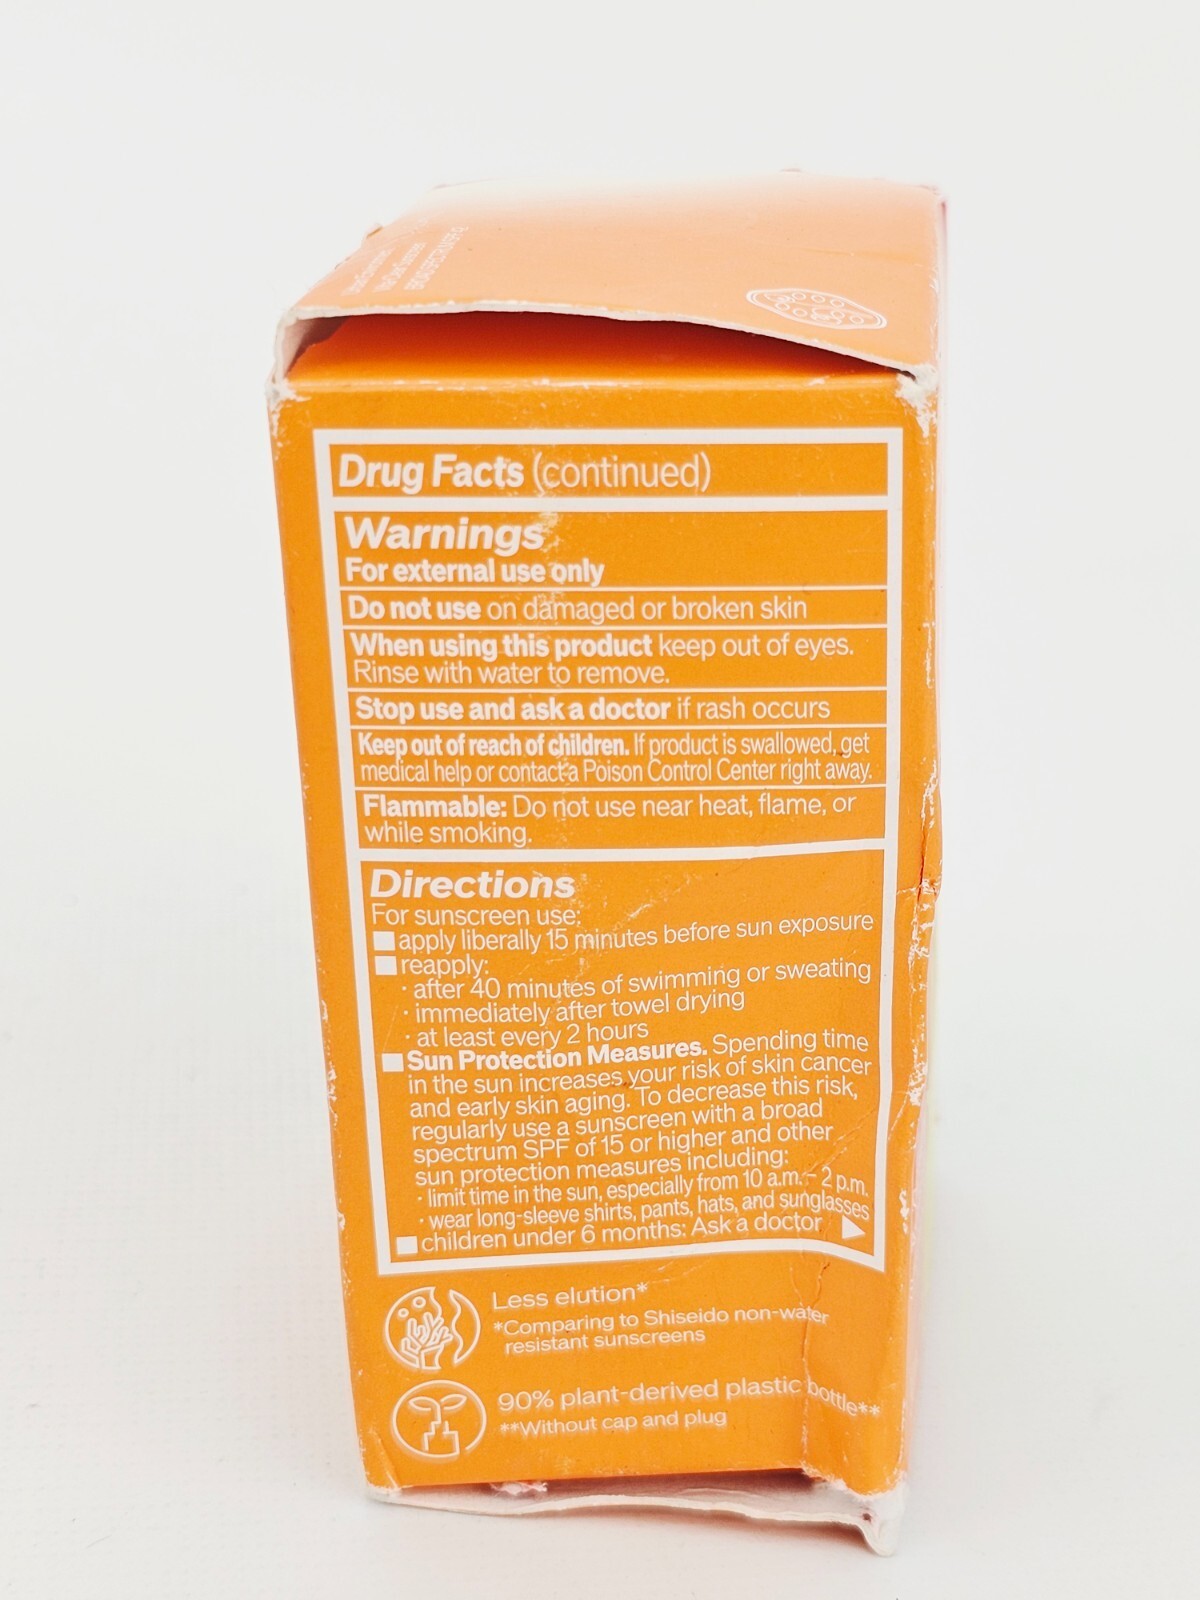 BROAD SPECTRUM SPF
Drug Facts (continued)
Warnings
For external use only
Do not use on damaged or broken skin
When using this product keep out of eyes.
Rinse with water to remove.
Stop use and ask a doctor if rash occurs
Keep out of reach of children. If product is swallowed, get
medical help or contact a Poison Control Center right away.
Flammable: Do not use near heat, flame, or
while smoking.
Directions
For sunscreen use:
■ apply liberally 15 minutes before sun exposure
■ reapply:
· after 40 minutes of swimming or sweating
· immediately after towel drying
· at least every 2 hours
■ Sun Protection Measures. Spending time
in the sun increases your risk of skin cancer
and early skin aging. To decrease this risk,
regularly use a sunscreen with a broad
spectrum SPF of 15 or higher and other
sun protection measures including:
· limit time in the sun, especially from 10 a.m. – 2 p.m.
· wear long-sleeve shirts, pants, hats, and sunglasses
■ children under 6 months: Ask a doctor ▶
Less elution*
*Comparing to Shiseido non-water
resistant sunscreens
90% plant-derived plastic bottle**
**Without cap and plug